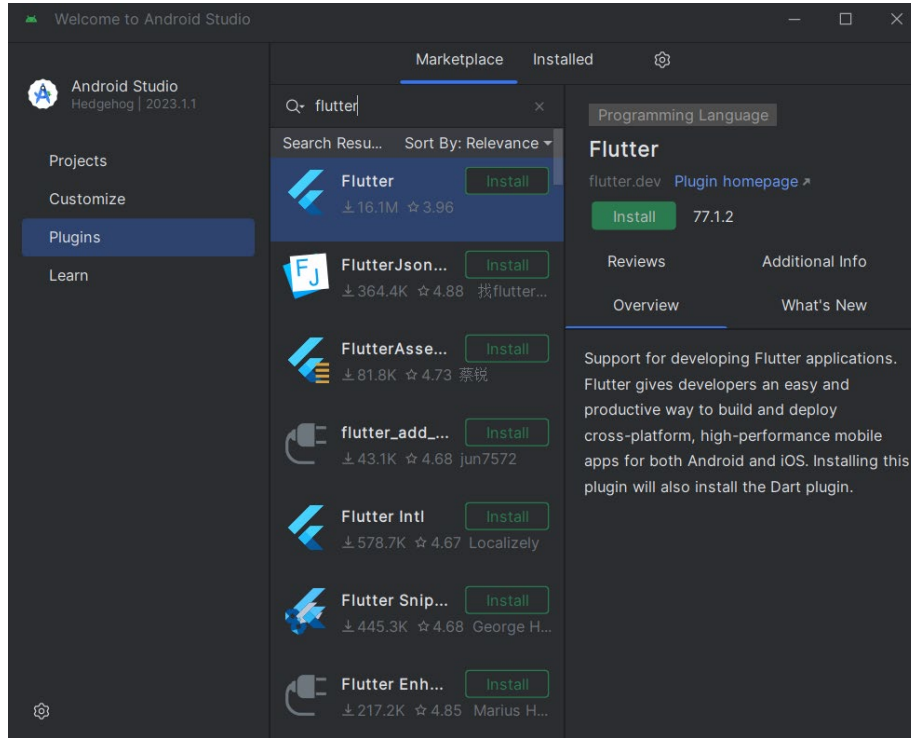 Welcome to Android Studio
Android Studio
Hedgehog | 2023.1.1
Projects
Customize
Plugins
Learn
Marketplace Installed
flutter
Search Resu... Sort By: Relevance
Flutter Install
16.1M 3.96
FlutterJson... Install
364.4K 4.88 找flutter...
FlutterAsse... Install
81.8K 4.73 蔡锐
flutter_add_... Install
43.1K 4.68 jun7572
Flutter Intl Install
578.7K 4.67 Localizely
Flutter Snip... Install
445.3K 4.68 George H...
Flutter Enh... Install
217.2K 4.85 Marius H...
Programming Language
Flutter
flutter.dev Plugin homepage
Install 77.1.2
Reviews Additional Info
Overview What's New
Support for developing Flutter applications.
Flutter gives developers an easy and
productive way to build and deploy
cross-platform, high-performance mobile
apps for both Android and iOS. Installing this
plugin will also install the Dart plugin.